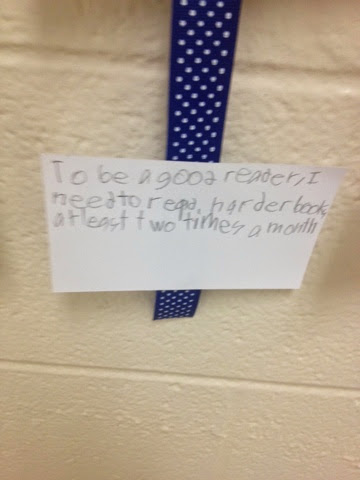 To be a good reader, I
need to read harder books
at least two times a month